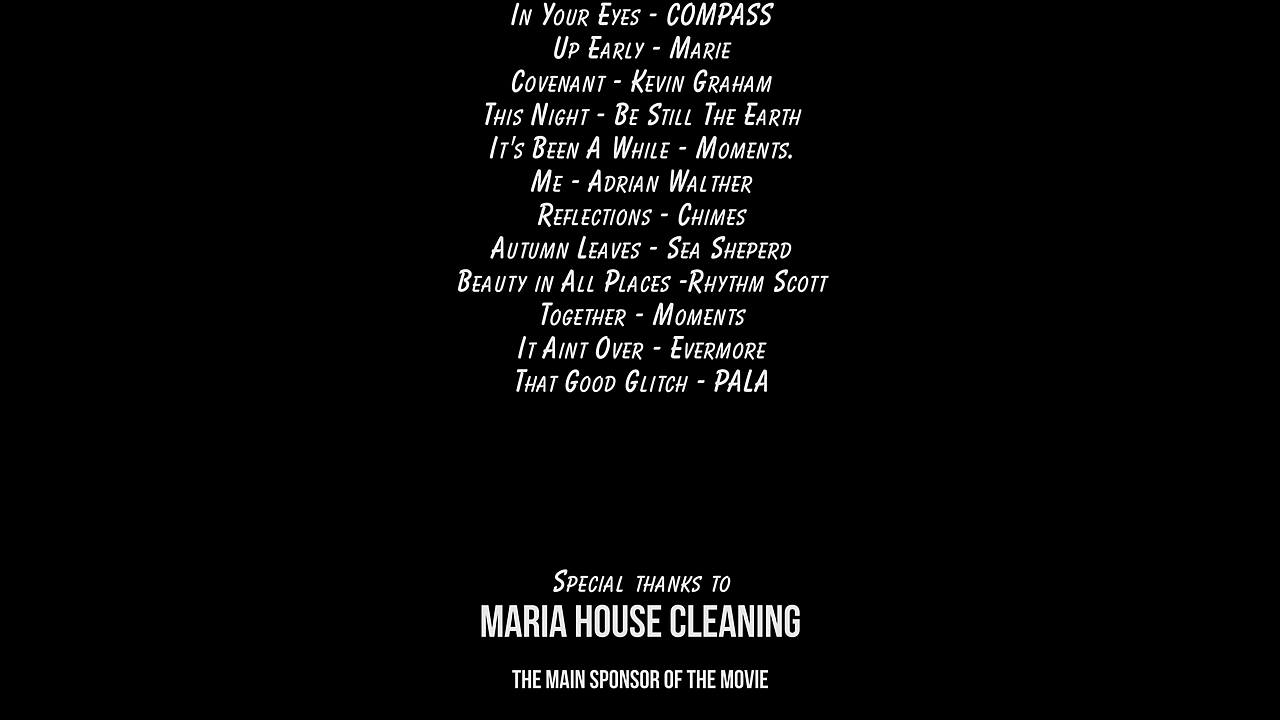 In Your Eyes - COMPASS
Up Early - Marie
Covenant - Kevin Graham
This Night - Be Still The Earth
It's Been A While - Moments.
Me - Adrian Walther
Reflections - Chimes
Autumn Leaves - Sea Sheperd
Beauty in All Places -Rhythm Scott
Together - Moments
It Aint Over - Evermore
That Good Glitch - PALA
Special thanks to
MARIA HOUSE CLEANING
THE MAIN SPONSOR OF THE MOVIE